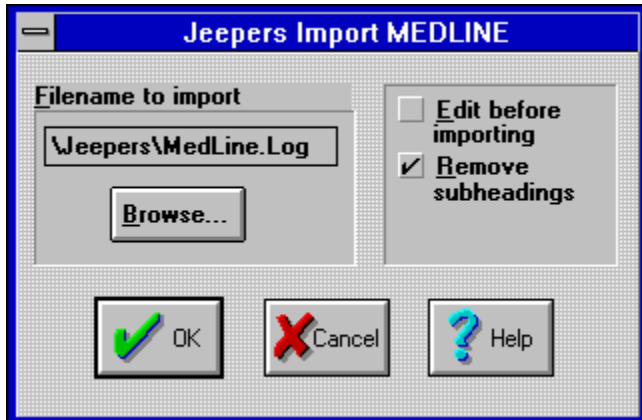 Jeepers Import MEDLINE
Filename to import
\Jeepers\MedLine.Log
Browse...
Edit before
importing
Remove
subheadings
OK
Cancel
Help